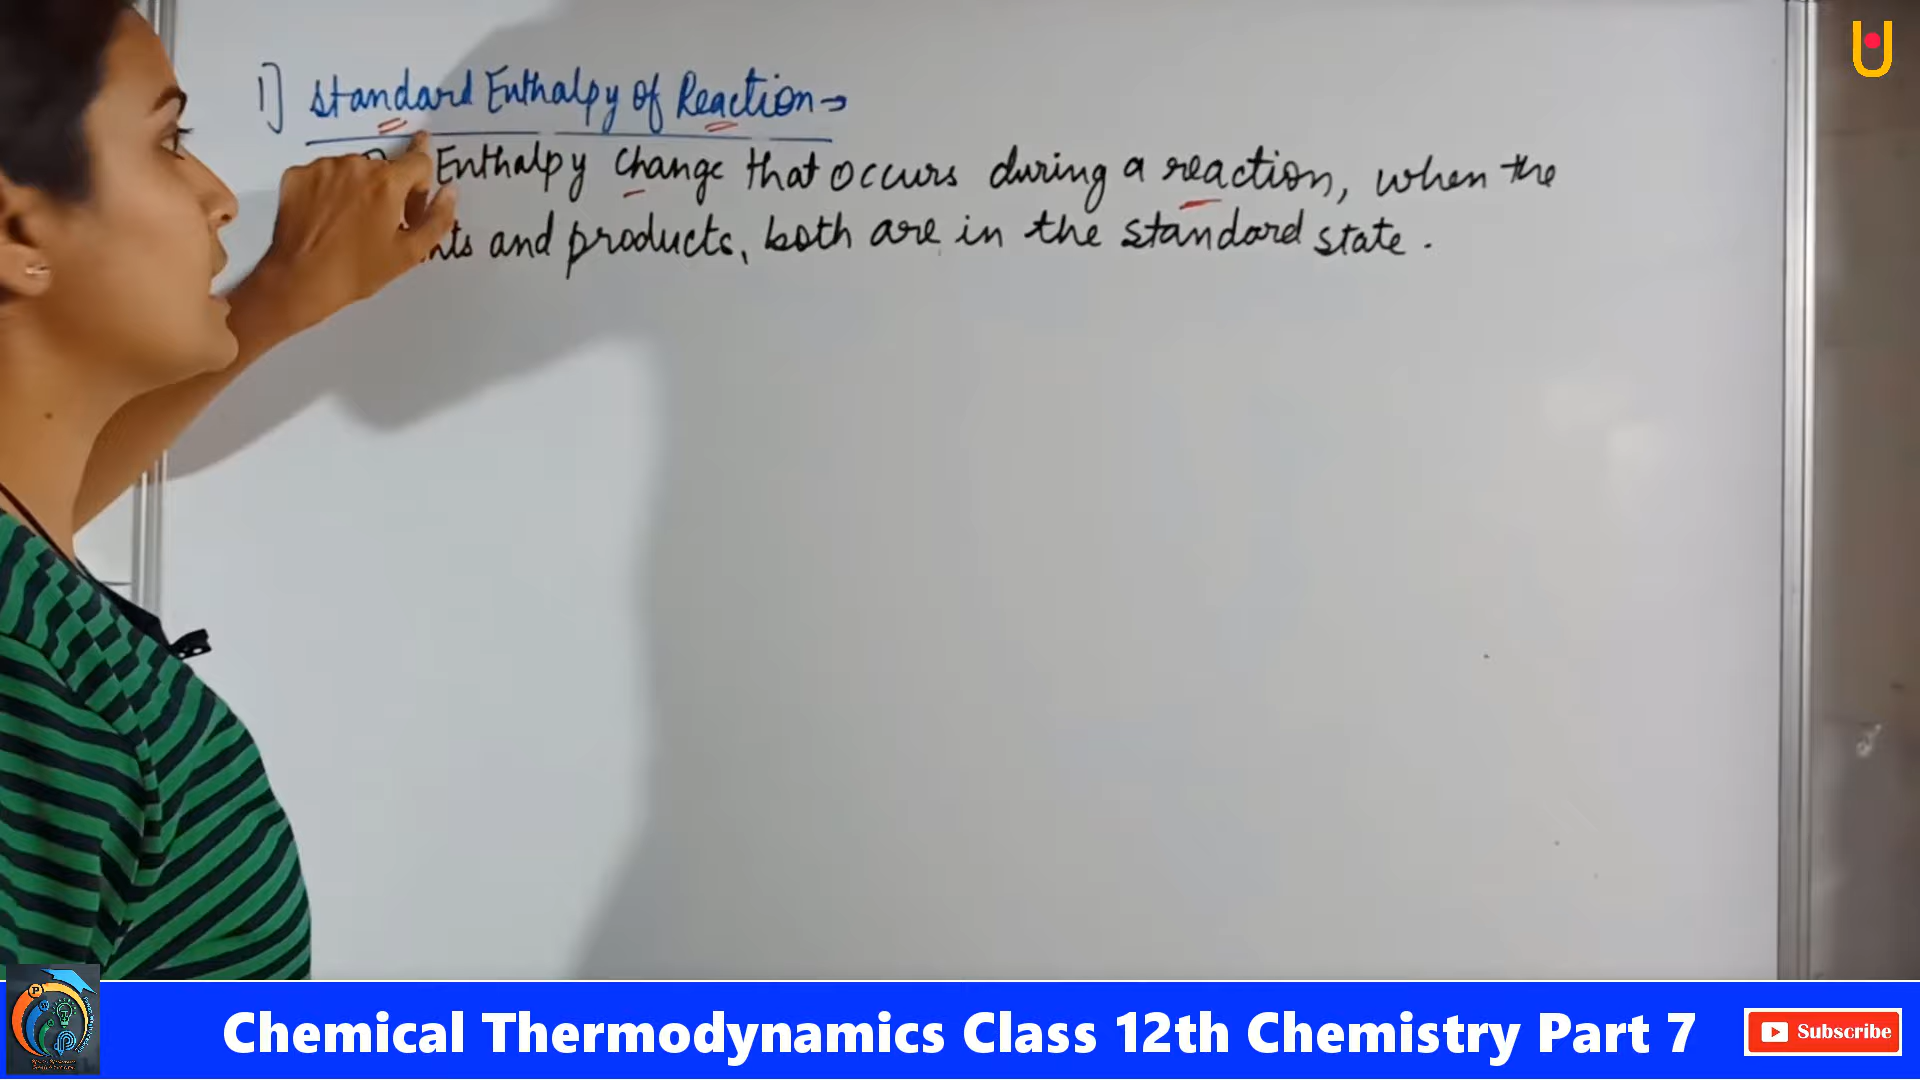 1] Standard Enthalpy of Reaction→
Enthalpy change that occurs during a reaction, when the
and products, both are in the standard state.
Chemical Thermodynamics Class 12th Chemistry Part 7
Subscribe